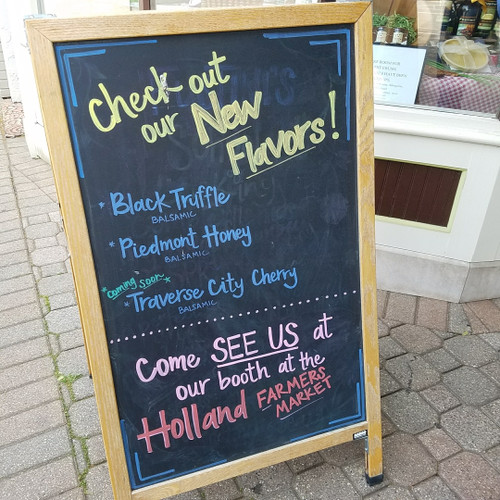 Check out
our New
Flavors!
* Black Truffle
BALSAMIC
* Piedmont Honey
BALSAMIC
*coming soon*
* Traverse City Cherry
BALSAMIC
Come SEE US at
our booth at the
Holland FARMERS
MARKET